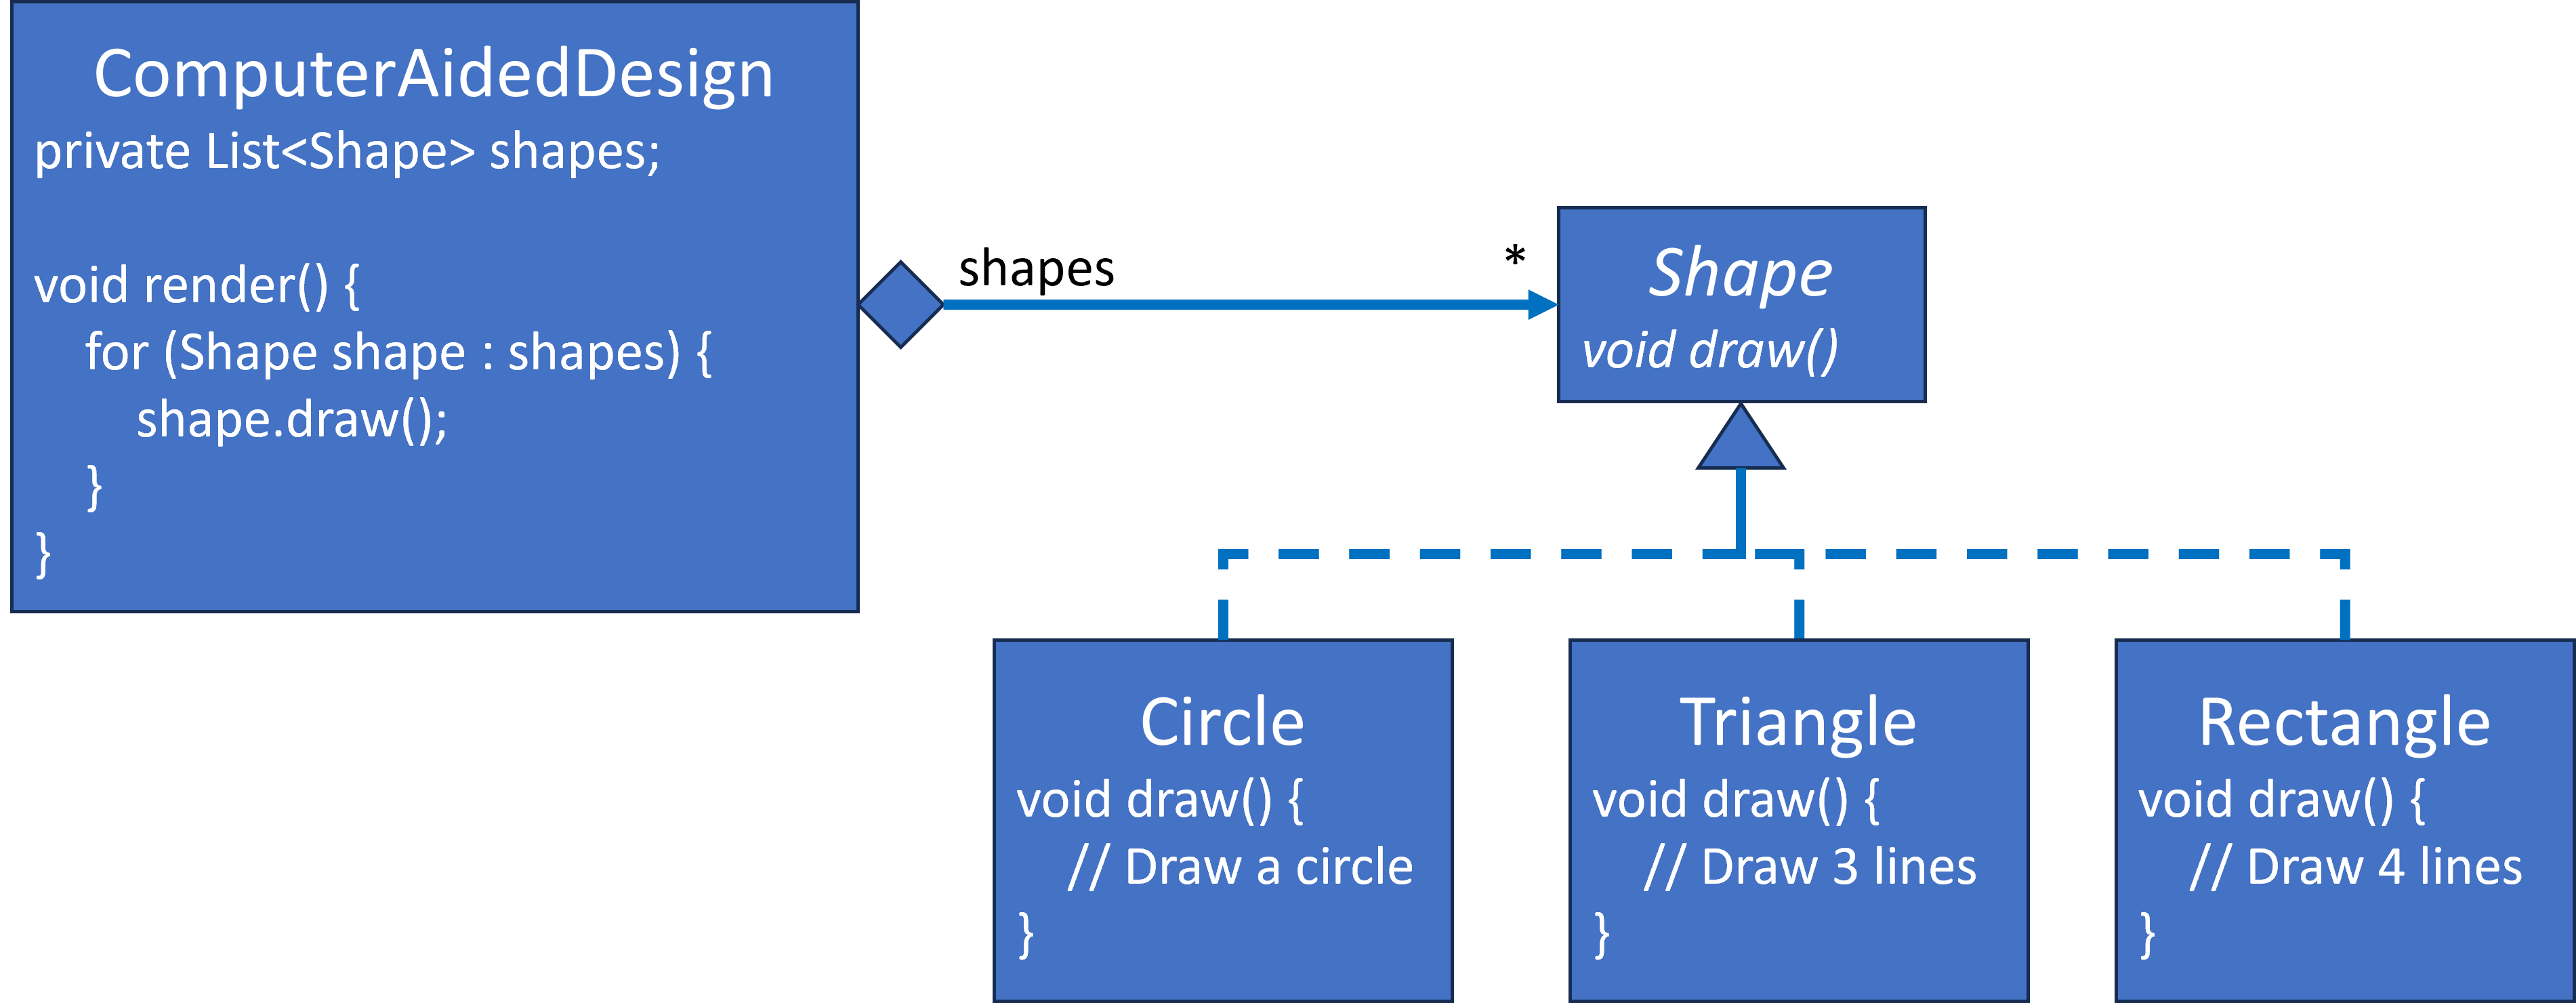 ComputerAidedDesign
private List<Shape> shapes;
void render() {
for (Shape shape : shapes) {
shape.draw();
}
}
shapes
*
Shape
void draw()
Circle
void draw() {
// Draw a circle
}
Triangle
void draw() {
// Draw 3 lines
}
Rectangle
void draw() {
// Draw 4 lines
}